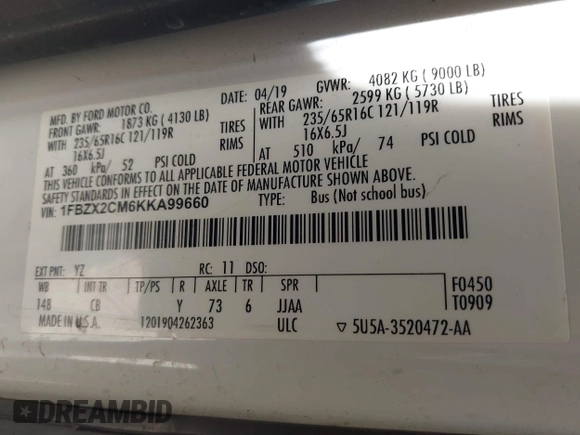 MFD. BY FORD MOTOR CO.
DATE: 04/19 GVWR: 4082 KG ( 9000 LB)
FRONT GAWR: 1873 KG ( 4130 LB) REAR GAWR: 2599 KG ( 5730 LB)
WITH 235/65R16C 121/119R TIRES WITH 235/65R16C 121/119R TIRES
16X6.5J RIMS 16X6.5J RIMS
AT 360 kPa/ 52 PSI COLD AT 510 kPa/ 74 PSI COLD
THIS VEHICLE CONFORMS TO ALL APPLICABLE FEDERAL MOTOR VEHICLE
SAFETY STANDARDS IN EFFECT ON THE DATE OF MANUFACTURE SHOWN ABOVE.
VIN: 1FBZX2CM6KKA99660 TYPE: Bus (Not school bus)
EXT PNT: YZ RC: 11 DSO:
WB INT TR TP/PS R AXLE TR SPR F0450
148 CB Y 73 6 JJAA T0909
MADE IN U.S.A. 1201904262363 ULC ▽ 5U5A-3520472-AA
DREAMBID